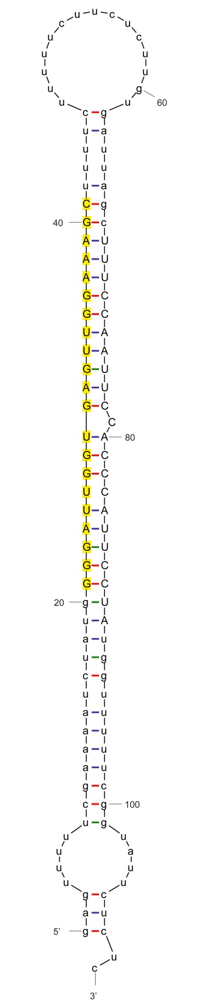 u u c
c u
u c
u u
u u
u g
u u 60
c g
u a
u u
u u
u a
C g
40 G c
A U
A U
A U
G C
G C
U A
U A
G U
A U
G C
C
U A 80
G C
G C
U C
U A
A U
G U
G C
G C
20 g U
u A
a u
u g
c g
u u
a u
a u
a u
a u
g c
c g 100
u g
u u
u a
u u
u u
g c
a u
5’ g c
u
c
3’